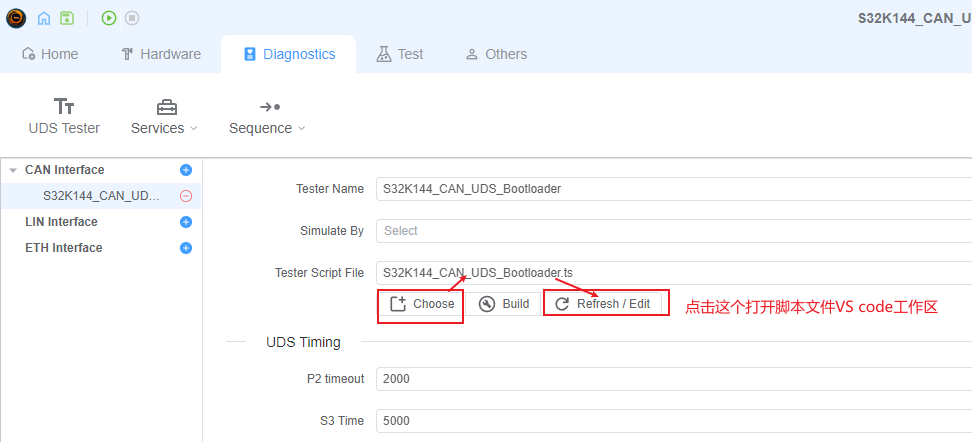 S32K144_CAN_U
Home
Hardware
Diagnostics
Test
Others
UDS Tester
Services
Sequence
CAN Interface
S32K144_CAN_UD...
LIN Interface
ETH Interface
Tester Name
S32K144_CAN_UDS_Bootloader
Simulate By
Select
Tester Script File
S32K144_CAN_UDS_Bootloader.ts
Choose
Build
Refresh / Edit
点击这个打开脚本文件VS code工作区
UDS Timing
P2 timeout
2000
S3 Time
5000